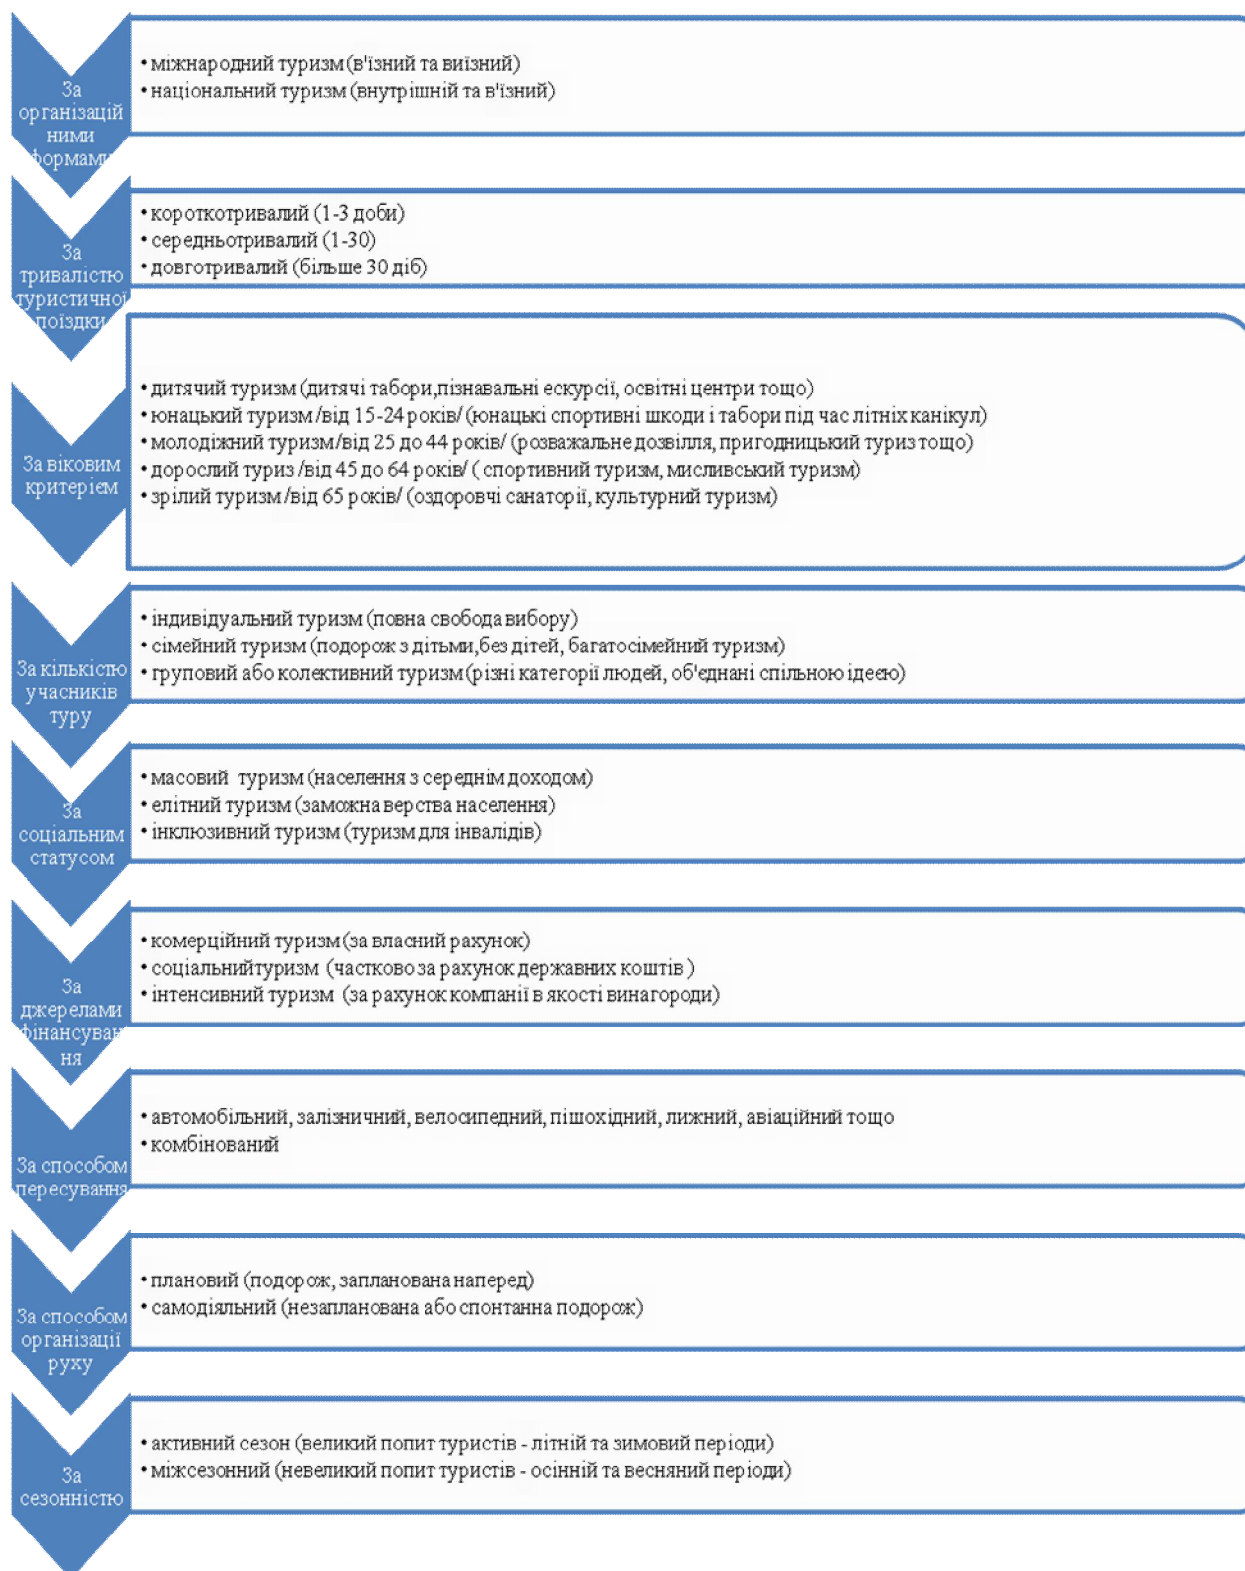 За
організацій
ними
формами
• міжнародний туризм (в'їзний та виїзний)
• національний туризм (внутрішній та в'їзний)
За
тривалістю
туристичної
поїздки
• короткотривалий (1-3 доби)
• середньотривалий (1-30)
• довготривалий (більше 30 діб)
За віковим
критерієм
• дитячий туризм (дитячі табори,пізнавальні ескурсії, освітні центри тощо)
• юнацький туризм /від 15-24 років/ (юнацькі спортивні шкоди і табори під час літніх канікул)
• молодіжний туризм/від 25 до 44 років/ (розважальне дозвілля, пригодницький туриз тощо)
• дорослий туриз /від 45 до 64 років/ ( спортивний туризм, мисливський туризм)
• зрілий туризм /від 65 років/ (оздоровчі санаторії, культурний туризм)
За кількістю
учасників
туру
• індивідуальний туризм (повна свобода вибору)
• сімейний туризм (подорож з дітьми,без дітей, багатосімейний туризм)
• груповий або колективний туризм (різні категорії людей, об'єднані спільною ідеєю)
За
соціальним
статусом
• масовий туризм (населення з середнім доходом)
• елітний туризм (заможна верства населення)
• інклюзивний туризм (туризм для інвалідів)
За
джерелами
фінансуван
ня
• комерційний туризм (за власний рахунок)
• соціальнийтуризм (частково за рахунок державних коштів )
• інтенсивний туризм (за рахунок компанії в якості винагороди)
За способом
пересування
• автомобільний, залізничний, велосипедний, пішохідний, лижний, авіаційний тощо
• комбінований
За способом
організації
руху
• плановий (подорож, запланована наперед)
• самодіяльний (незапланована або спонтанна подорож)
За
сезонністю
• активний сезон (великий попит туристів - літній та зимовий періоди)
• міжсезонний (невеликий попит туристів - осінній та весняний періоди)